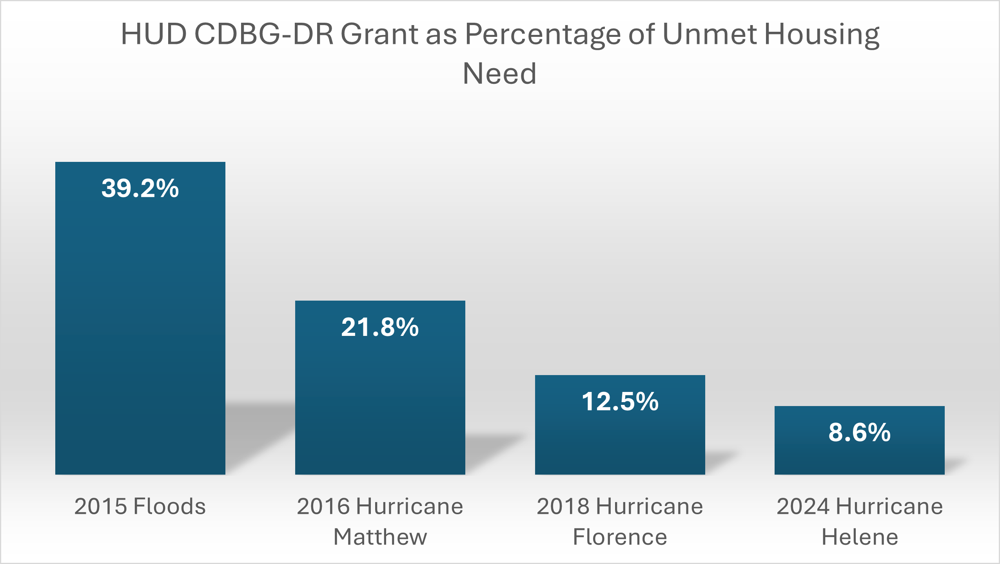 HUD CDBG-DR Grant as Percentage of Unmet Housing
Need
39.2%
21.8%
12.5%
8.6%
2015 Floods
2016 Hurricane
Matthew
2018 Hurricane
Florence
2024 Hurricane
Helene